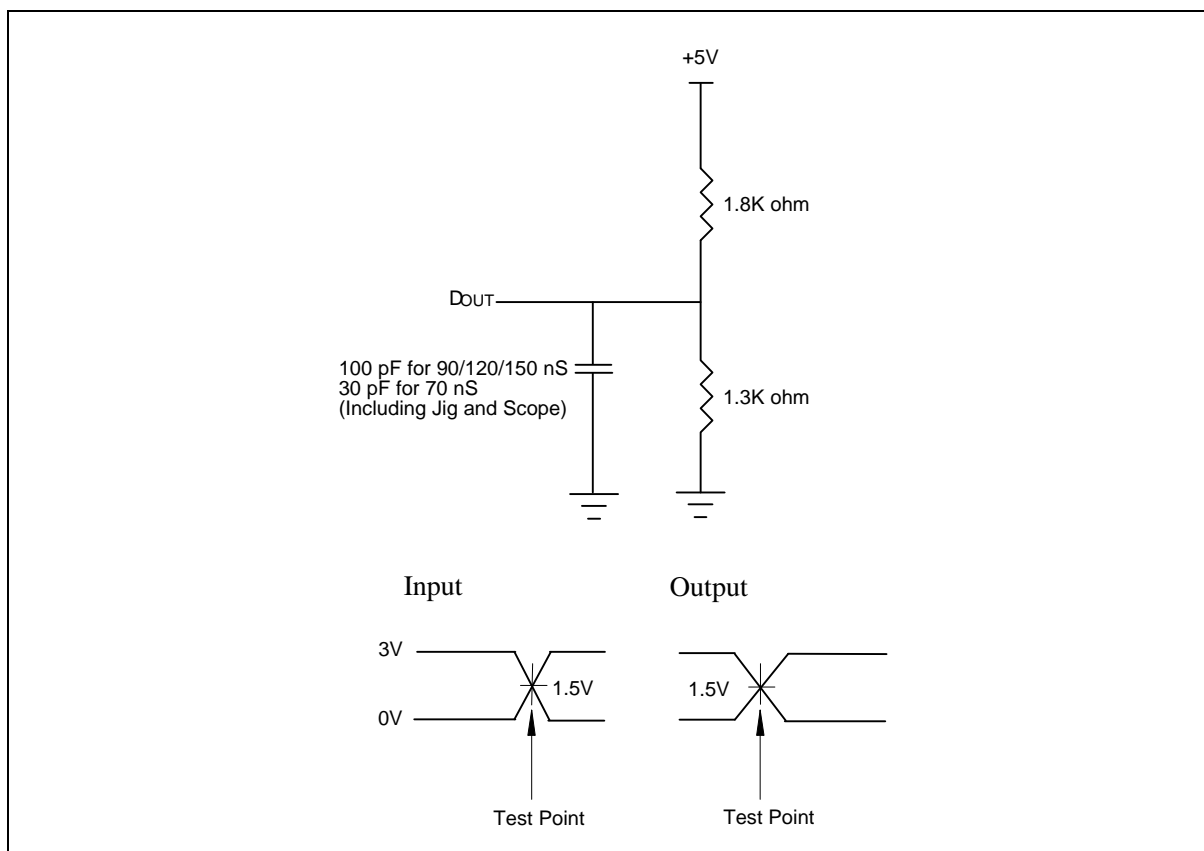 +5V
1.8K ohm
DOUT
100 pF for 90/120/150 nS
30 pF for 70 nS
(Including Jig and Scope)
1.3K ohm
Input
Output
3V
1.5V
1.5V
0V
Test Point
Test Point